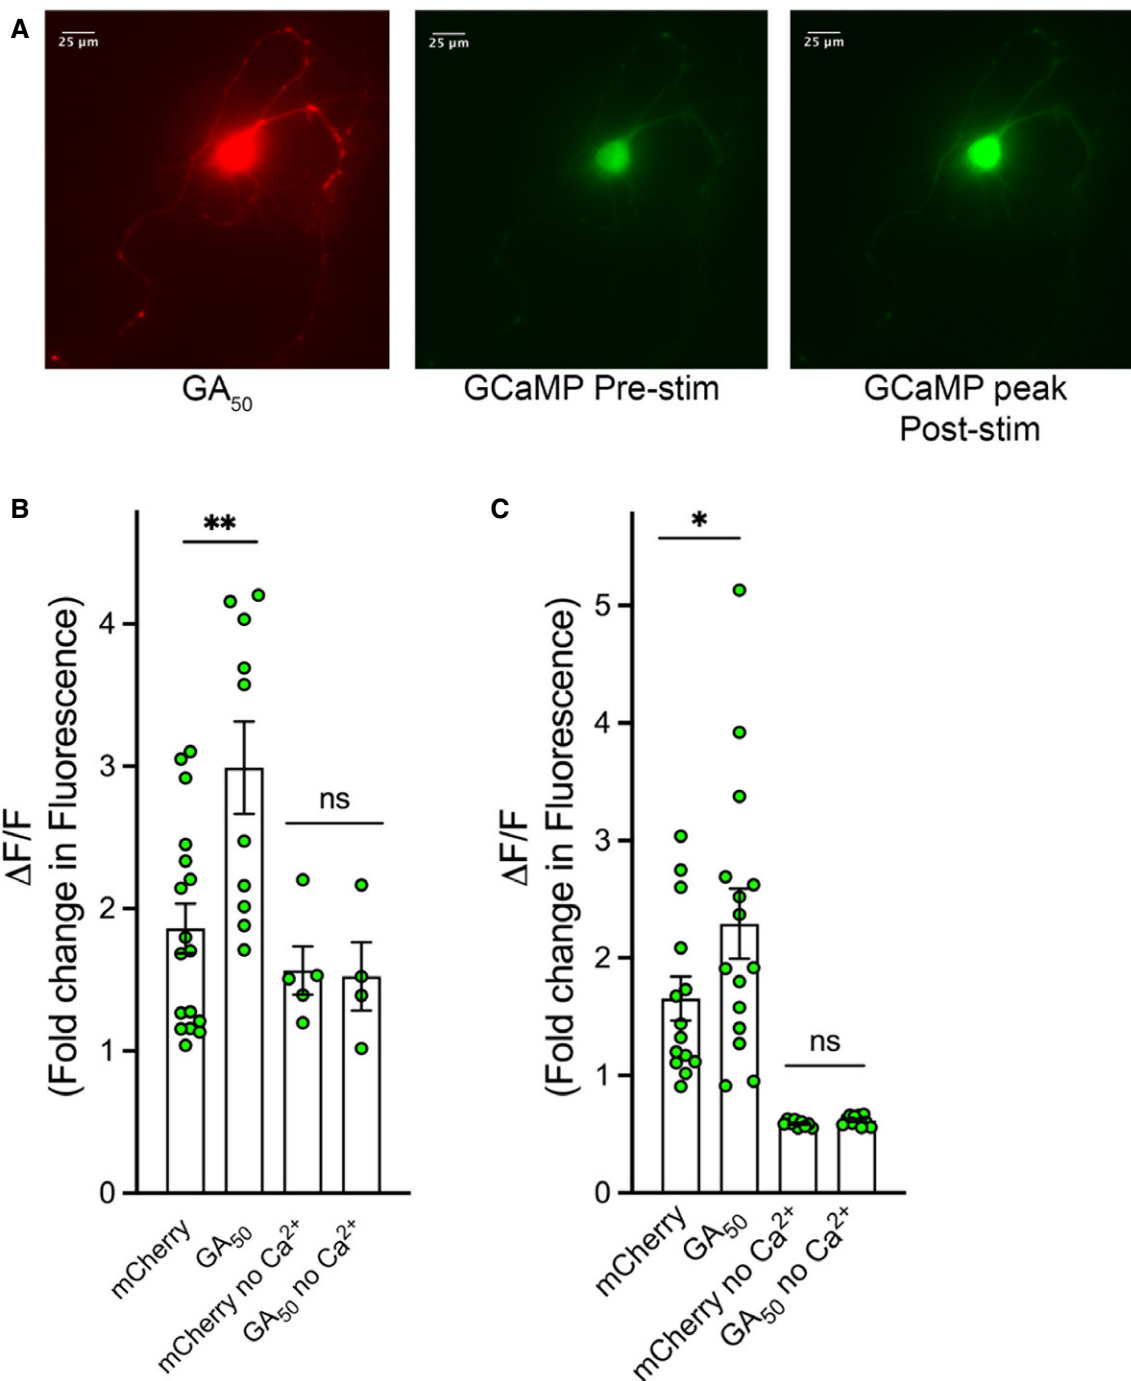 A
25 μm
25 μm
25 μm
GA50
GCaMP Pre-stim
GCaMP peak
Post-stim
B
ΔF/F
(Fold change in Fluorescence)
4
3
2
1
0
**
ns
mCherry
GA50
mCherry no Ca2+
GA50 no Ca2+
C
ΔF/F
(Fold change in Fluorescence)
5
4
3
2
1
0
*
ns
mCherry
GA50
mCherry no Ca2+
GA50 no Ca2+